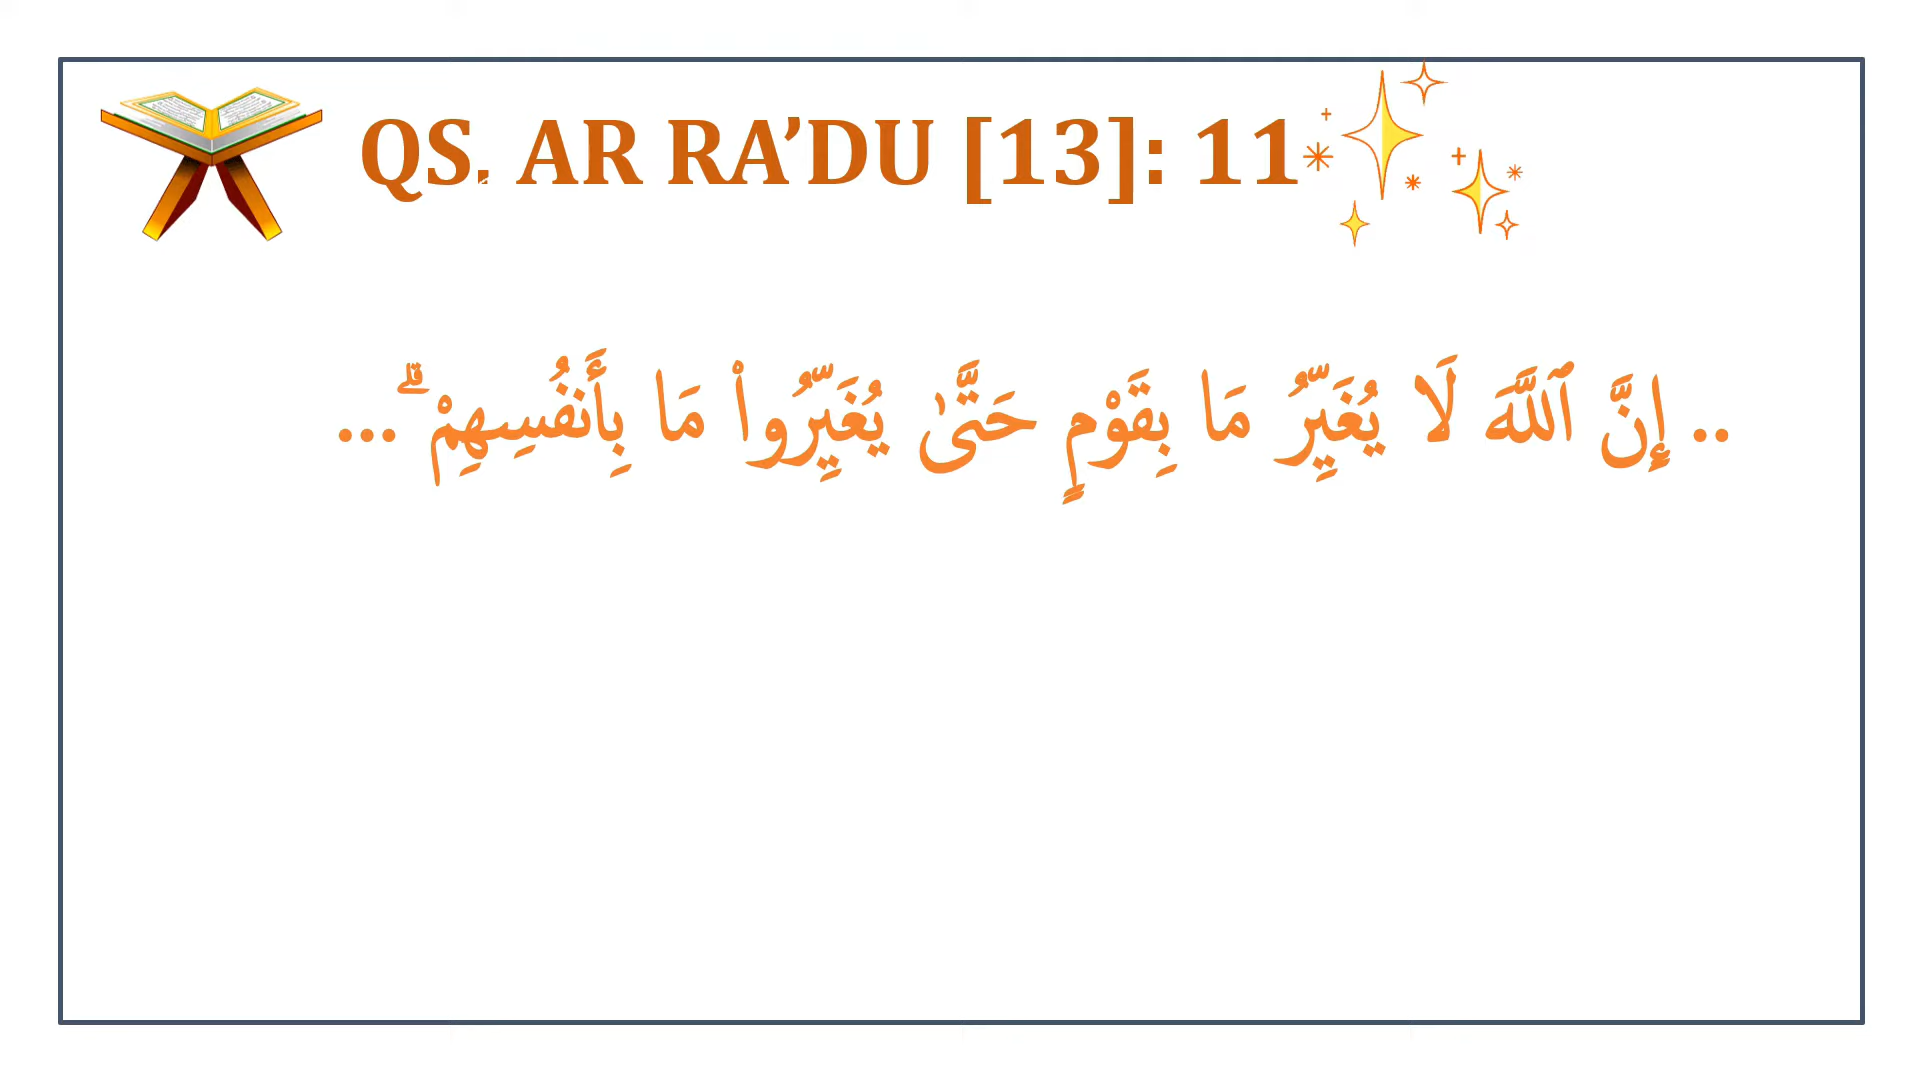 QS. AR RA’DU [13]: 11
.. إِنَّ ٱللَّهَ لَا يُغَيِّرُ مَا بِقَوْمٍ حَتَّىٰ يُغَيِّرُوا۟ مَا بِأَنفُسِهِمْ ۗ ...